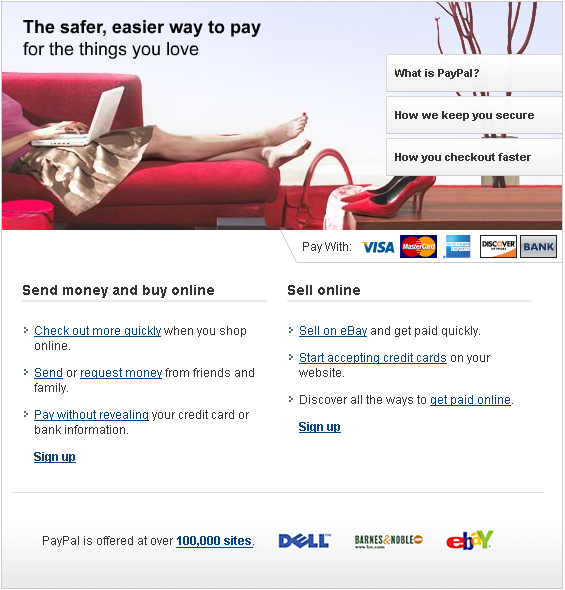 The safer, easier way to pay
for the things you love
What is PayPal?
How we keep you secure
How you checkout faster
Pay With: VISA MasterCard AMERICAN EXPRESS DISCOVER BANK
Send money and buy online
Check out more quickly when you shop
online.
Send or request money from friends and
family.
Pay without revealing your credit card or
bank information.
Sign up
Sell online
Sell on eBay and get paid quickly.
Start accepting credit cards on your
website.
Discover all the ways to get paid online.
Sign up
PayPal is offered at over 100,000 sites. DELL™ BARNES&NOBLE .com ebY
www.bn.com